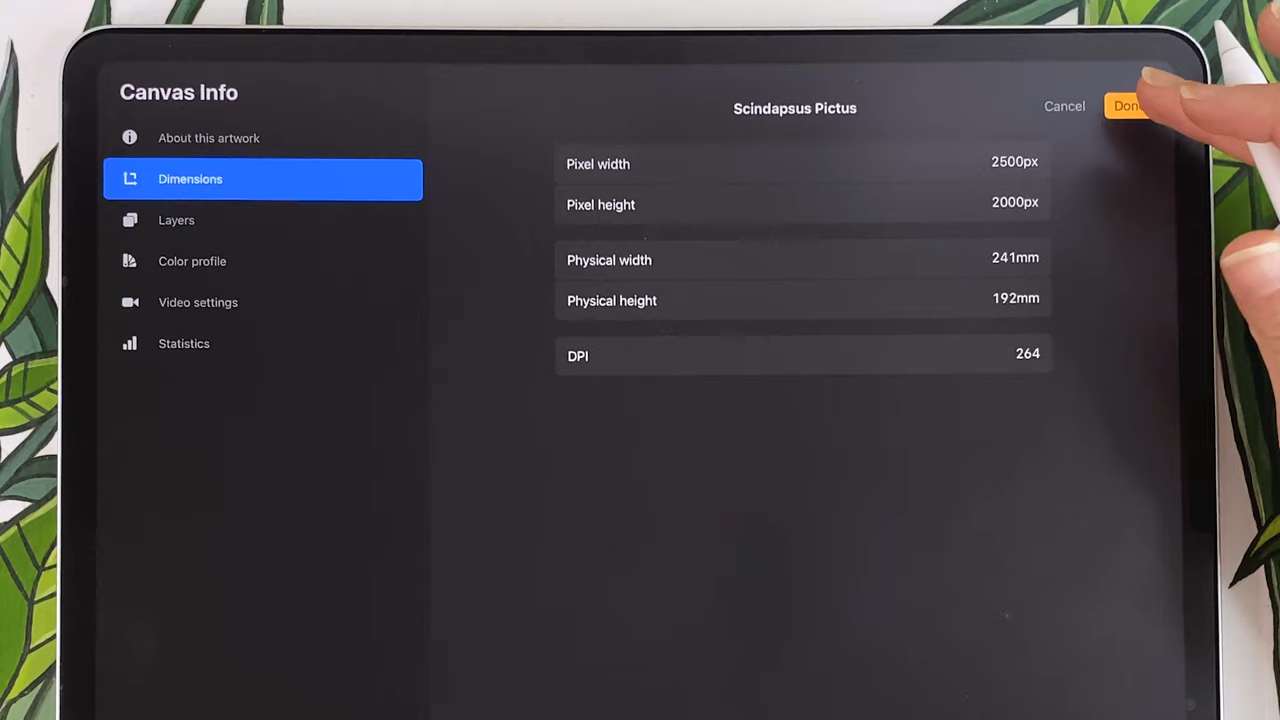 Canvas Info
About this artwork
Dimensions
Layers
Color profile
Video settings
Statistics
Scindapsus Pictus
Cancel
Pixel width 2500px
Pixel height 2000px
Physical width 241mm
Physical height 192mm
DPI 264